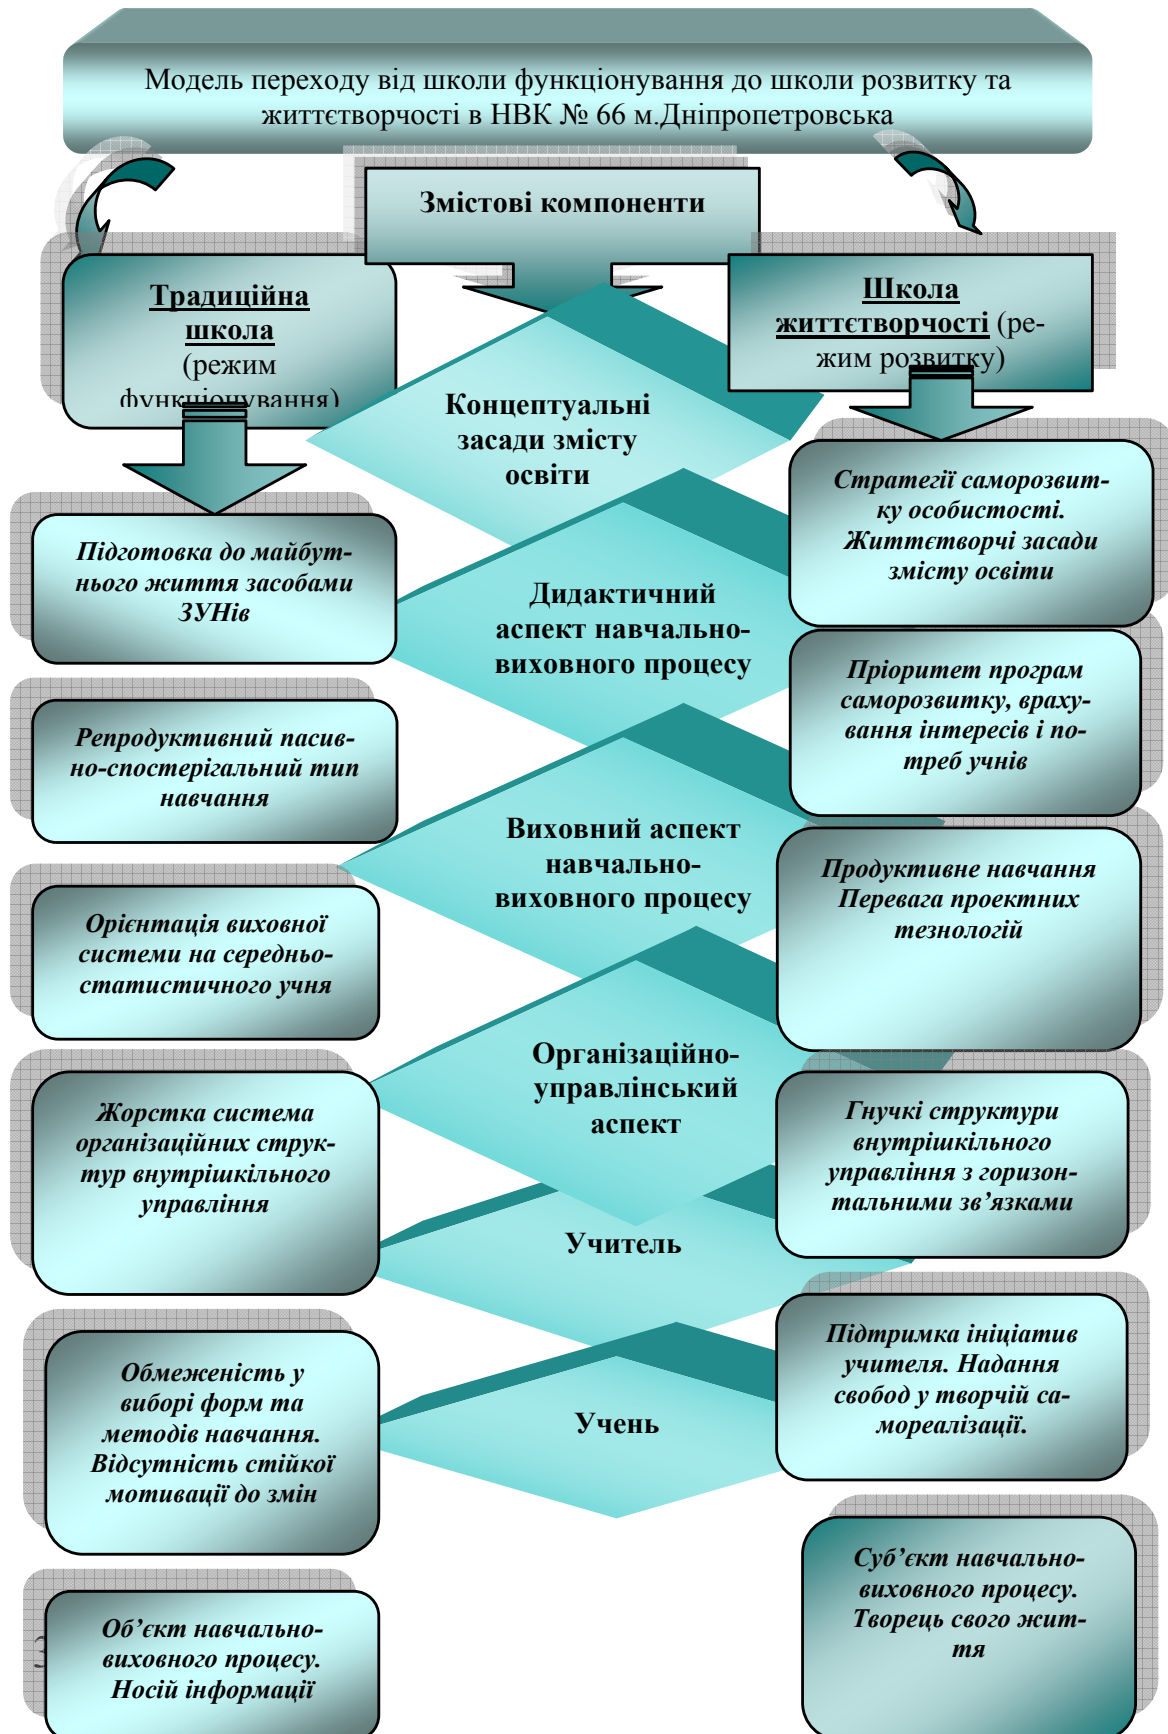 Модель переходу від школи функціонування до школи розвитку та
життєтворчості в НВК № 66 м.Дніпропетровська
Змістові компоненти
Традиційна
школа
(режим
функціонування)
Школа
життєтворчості (ре-
жим розвитку)
Концептуальні
засади змісту
освіти
Підготовка до майбут-
нього життя засобами
ЗУНів
Стратегії саморозвит-
ку особистості.
Життєтворчі засади
змісту освіти
Дидактичний
аспект навчально-
виховного процесу
Репродуктивний пасив-
но-спостерігальний тип
навчання
Пріоритет програм
саморозвитку, враху-
вання інтересів і по-
треб учнів
Виховний аспект
навчально-
виховного процесу
Орієнтація виховної
системи на середньо-
статистичного учня
Продуктивне навчання
Перевага проектних
тезнологій
Організаційно-
управлінський
аспект
Жорстка система
організаційних струк-
тур внутрішкільного
управління
Гнучкі структури
внутрішкільного
управління з горизон-
тальними зв’язками
Учитель
Обмеженість у
виборі форм та
методів навчання.
Відсутність стійкої
мотивації до змін
Підтримка ініціатив
учителя. Надання
свобод у творчій са-
мореалізації.
Учень
Об’єкт навчально-
виховного процесу.
Носій інформації
Суб’єкт навчально-
виховного процесу.
Творець свого жит-
тя